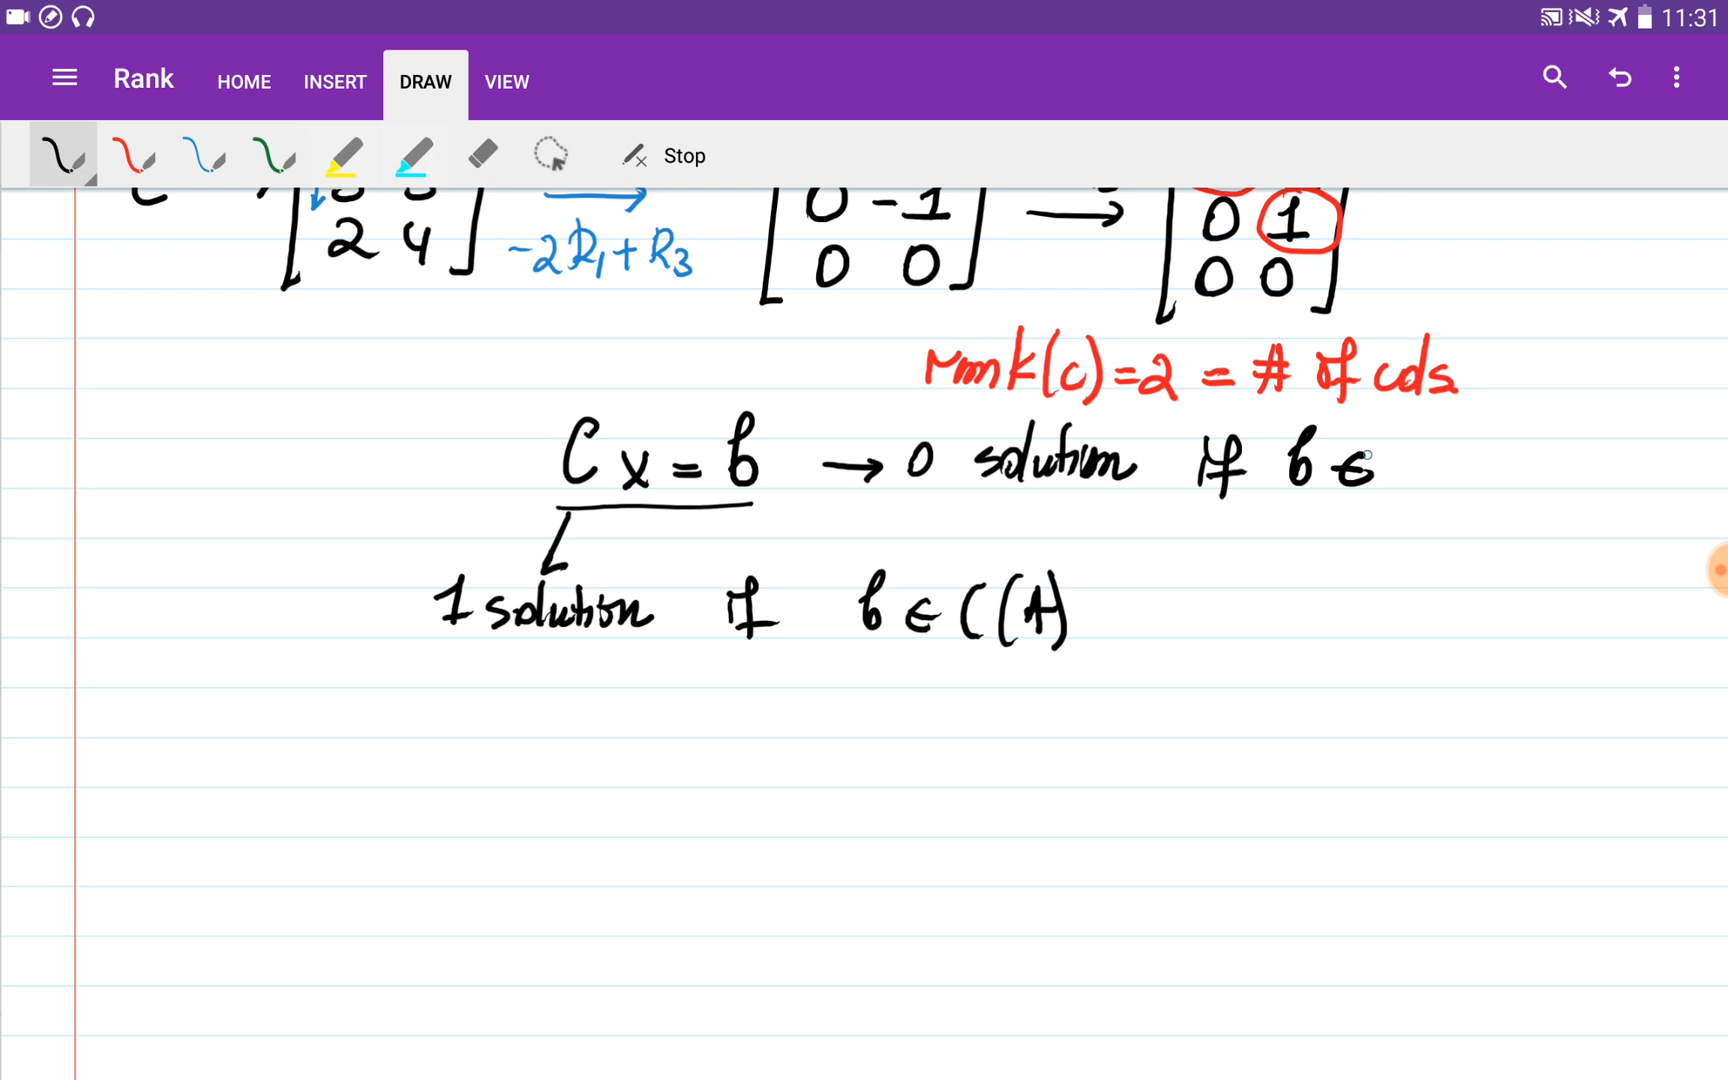 11:31
Rank HOME INSERT DRAW VIEW
Stop
0 -1 → 0 1
2 4 -2R₁+R₃ 0 0 0 0
rank(C)=2 = # of cols
Cx = b → 0 solution if b ∈
1 solution if b ∈ C(A)